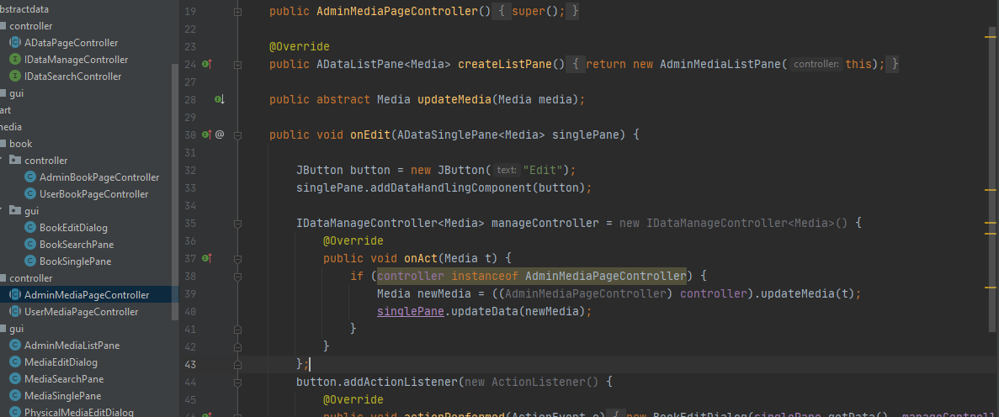 bstractdata
controller
ADataPageController
IDataManageController
IDataSearchController
gui
art
media
book
controller
AdminBookPageController
UserBookPageController
gui
BookEditDialog
BookSearchPane
BookSinglePane
controller
AdminMediaPageController
UserMediaPageController
gui
AdminMediaListPane
MediaEditDialog
MediaSearchPane
MediaSinglePane
PhysicalMediaEditDialog
19 public AdminMediaPageController() { super(); }
22
23 @Override
24 public ADataListPane<Media> createListPane() { return new AdminMediaListPane( controller: this); }
27
28 public abstract Media updateMedia(Media media);
29
30 @ public void onEdit(ADataSinglePane<Media> singlePane) {
31
32 JButton button = new JButton( text: "Edit");
33 singlePane.addDataHandlingComponent(button);
34
35 IDataManageController<Media> manageController = new IDataManageController<Media>() {
36 @Override
37 public void onAct(Media t) {
38 if (controller instanceof AdminMediaPageController) {
39 Media newMedia = ((AdminMediaPageController) controller).updateMedia(t);
40 singlePane.updateData(newMedia);
41 }
42 }
43 };
44 button.addActionListener(new ActionListener() {
45 @Override
46 public void actionPerformed(ActionEvent e) { new BookEditDialog(singlePane.getData(), manageControll